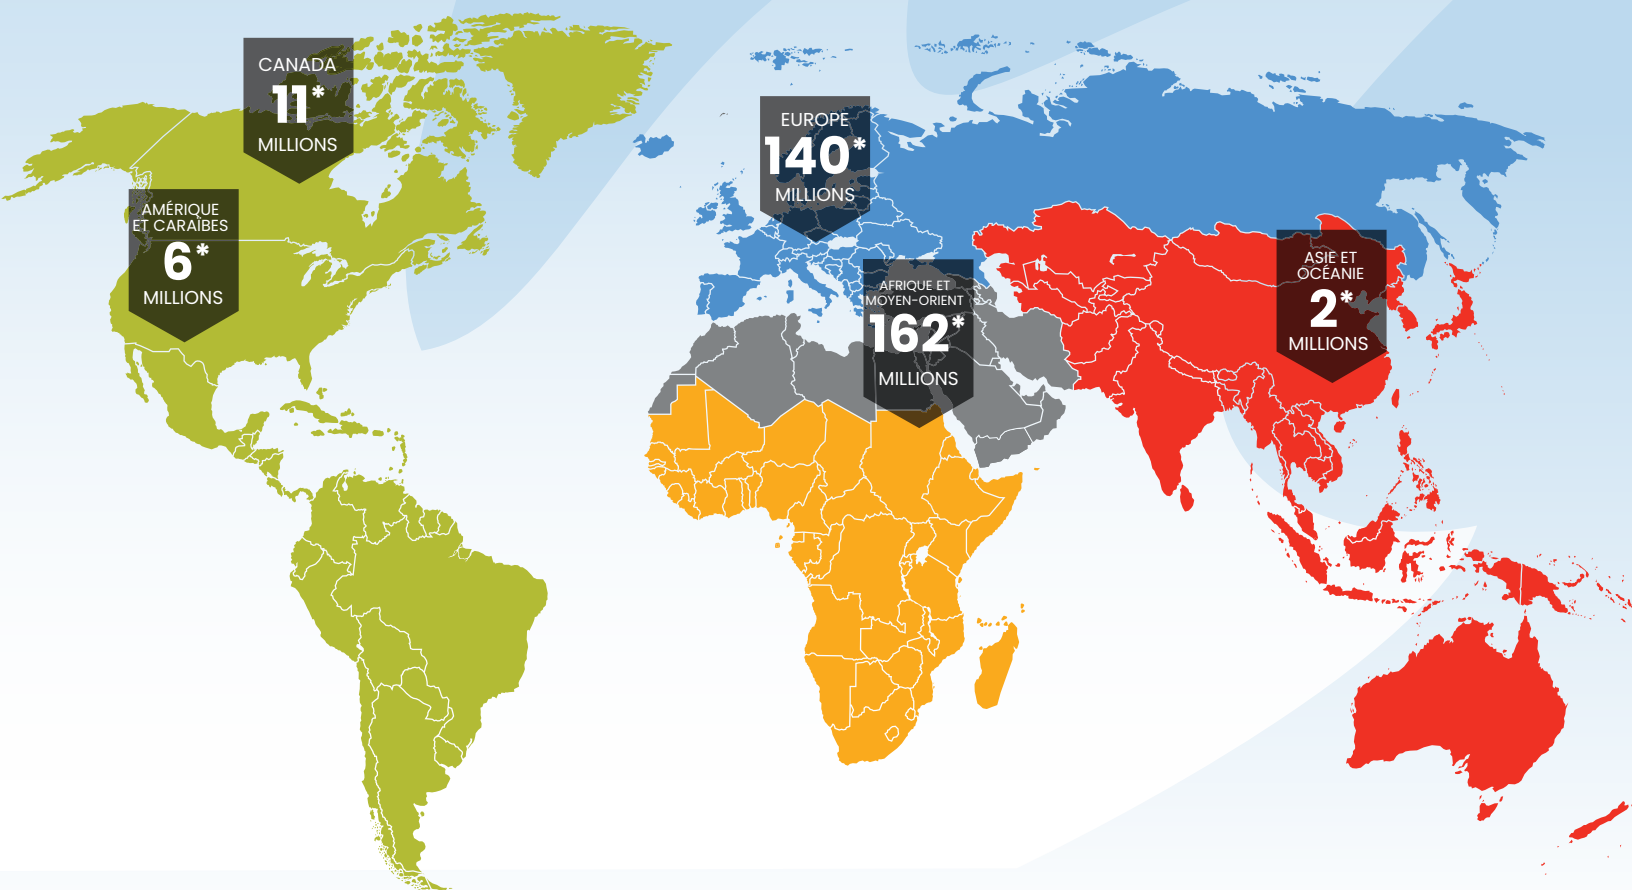 CANADA
11*
MILLIONS
AMÉRIQUE
ET CARAÏBES
6*
MILLIONS
EUROPE
140*
MILLIONS
AFRIQUE ET
MOYEN-ORIENT
162*
MILLIONS
ASIE ET
OCÉANIE
2*
MILLIONS